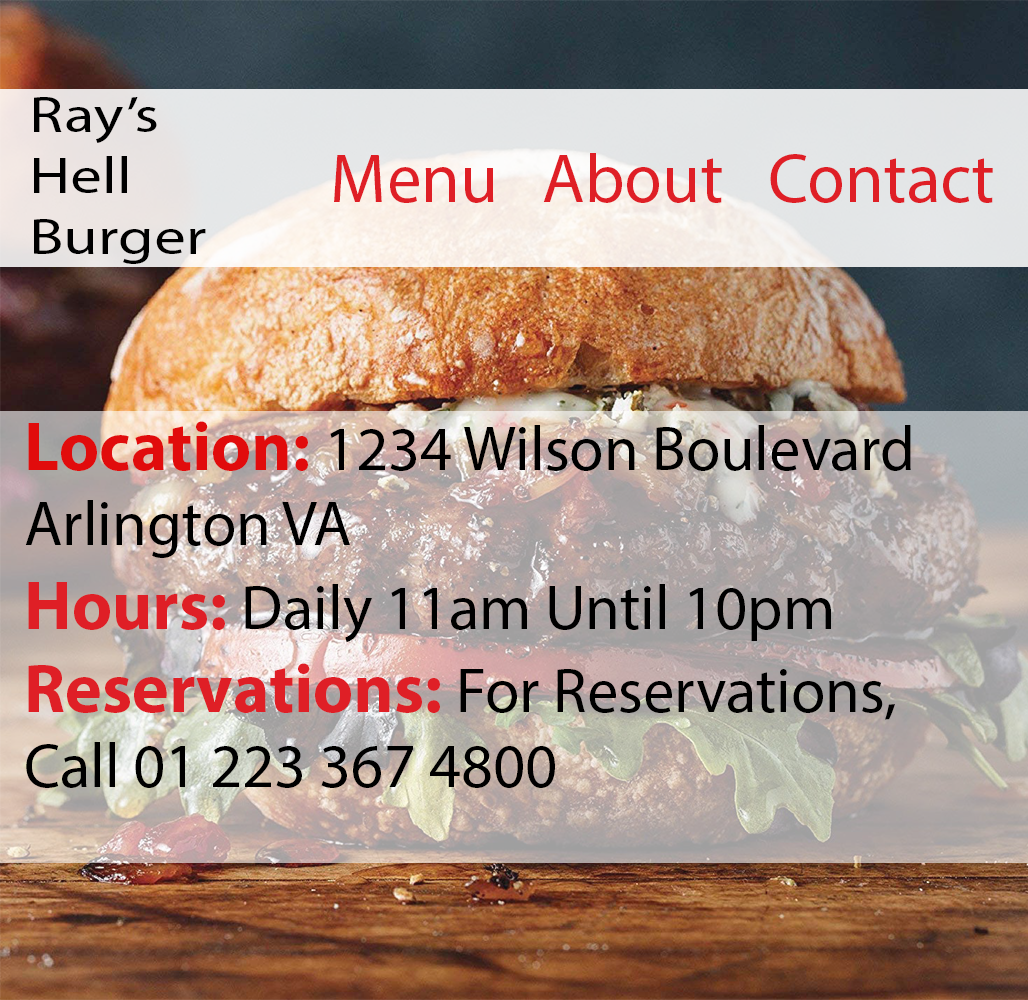 Ray’s
Hell
Burger
Menu About Contact
Location: 1234 Wilson Boulevard
Arlington VA
Hours: Daily 11am Until 10pm
Reservations: For Reservations,
Call 01 223 367 4800